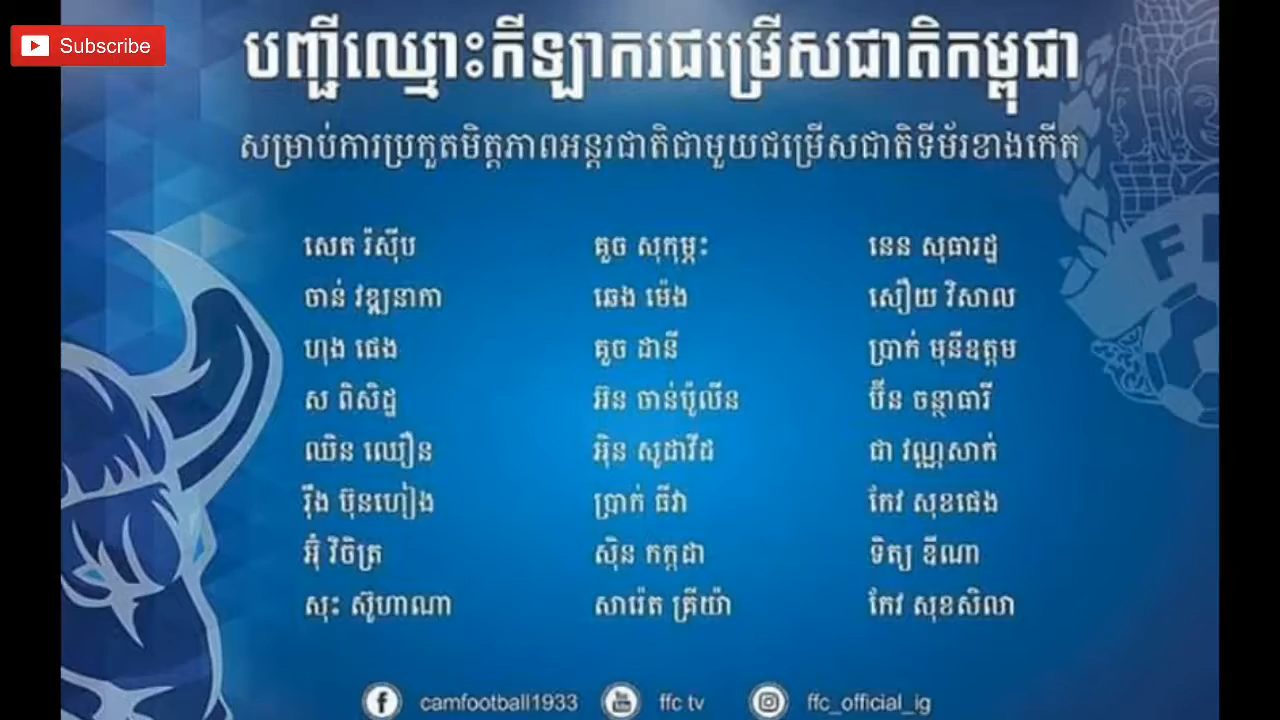 Subscribe
បញ្ជីឈ្មោះកីឡាករជម្រើសជាតិកម្ពុជា
សម្រាប់ការប្រកួតមិត្តភាពអន្តរជាតិជាមួយជម្រើសជាតិទីម័រខាងកើត
សេត រ៉ស៊ីប
ចាន់ វឌ្ឍនាកា
ហុង ផេង
ស ពិសិដ្ឋ
ឈិន ឈឿន
រ៉ឹង ប៊ុនហៀង
អ៊ុំ វិចិត្រ
សុះ ស៊ូហាណា
គួច សុកុម្ភៈ
ឆេង ម៉េង
គួច ដានី
អ៊ន ចាន់ប៉ូលីន
អ៊ិន សូដាវីដ
ប្រាក់ ធីវា
ស៊ិន កក្កដា
សារ៉េត គ្រីយ៉ា
នេន សុធារដ្ឋ
សឿយ វិសាល
ប្រាក់ មុនីឧត្តម
ប៊ីន ចន្ថាធារី
ផា វណ្ណសាក់
កែវ សុខផេង
ទិត្យ ឌីណា
កែវ សុខសិលា
camfootball1933
ffc tv
ffc_official_ig